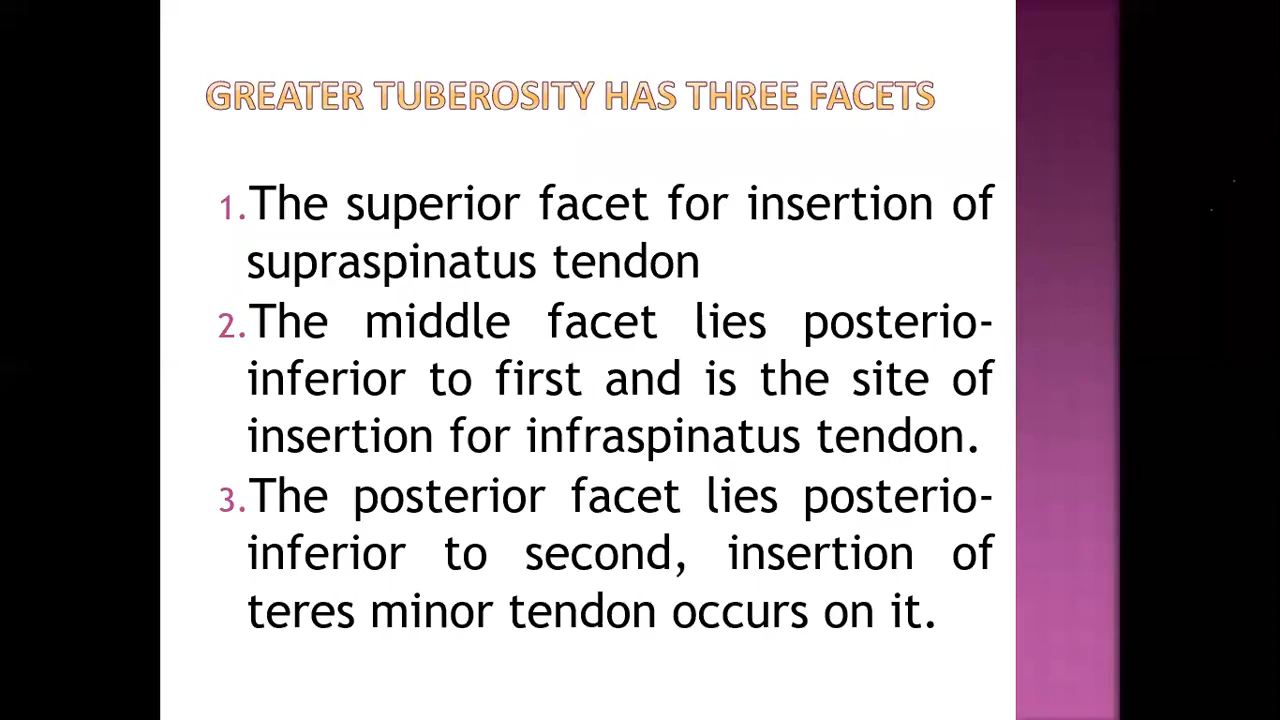 GREATER TUBEROSITY HAS THREE FACETS
1.The superior facet for insertion of
supraspinatus tendon
2.The middle facet lies posterio-
inferior to first and is the site of
insertion for infraspinatus tendon.
3.The posterior facet lies posterio-
inferior to second, insertion of
teres minor tendon occurs on it.